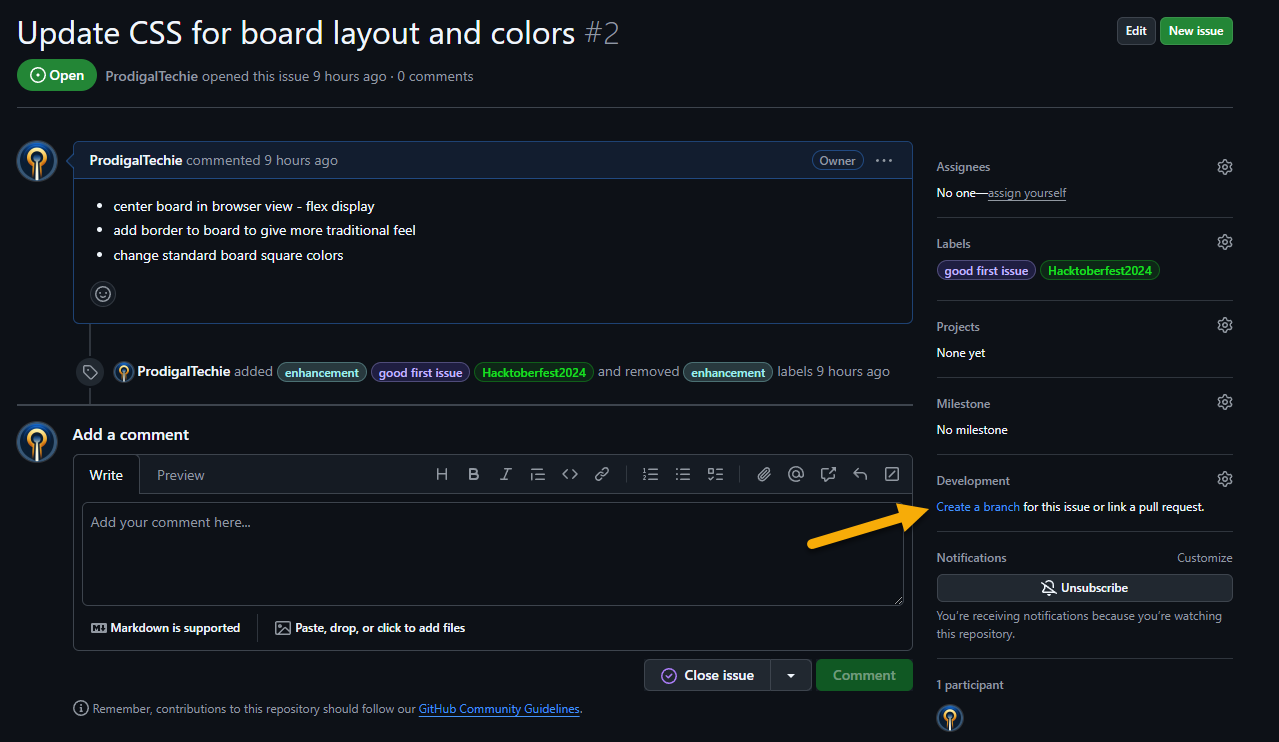 Update CSS for board layout and colors #2
Edit
New issue
Open
ProdigalTechie opened this issue 9 hours ago · 0 comments
ProdigalTechie commented 9 hours ago
Owner
center board in browser view - flex display
add border to board to give more traditional feel
change standard board square colors
ProdigalTechie added enhancement good first issue Hacktoberfest2024 and removed enhancement labels 9 hours ago
Add a comment
Write
Preview
Add your comment here...
Markdown is supported
Paste, drop, or click to add files
Close issue
Comment
Remember, contributions to this repository should follow our GitHub Community Guidelines.
Assignees
No one—assign yourself
Labels
good first issue
Hacktoberfest2024
Projects
None yet
Milestone
No milestone
Development
Create a branch for this issue or link a pull request.
Notifications
Customize
Unsubscribe
You're receiving notifications because you're watching
this repository.
1 participant